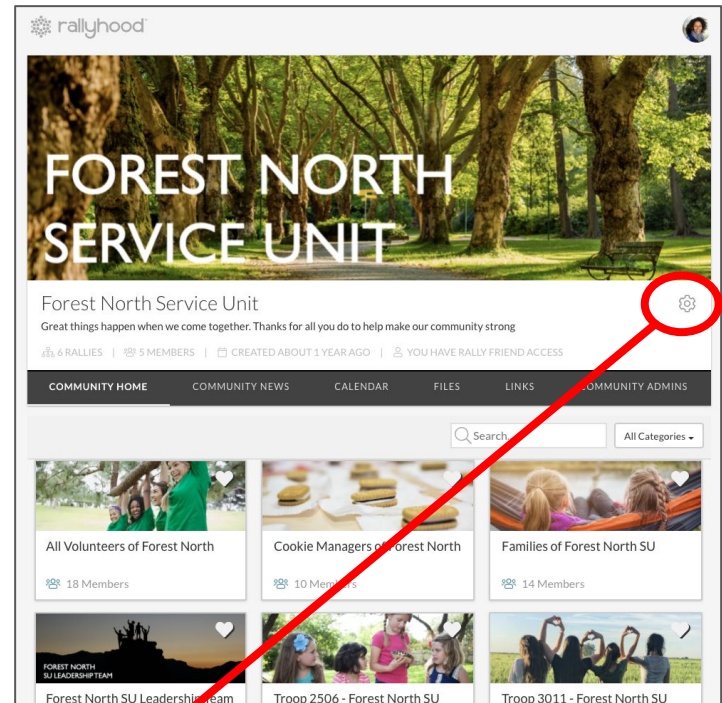 rallyhood
FOREST NORTH
SERVICE UNIT
Forest North Service Unit
Great things happen when we come together. Thanks for all you do to help make our community strong
6 RALLIES | 5 MEMBERS | CREATED ABOUT 1 YEAR AGO | YOU HAVE RALLY FRIEND ACCESS
COMMUNITY HOME COMMUNITY NEWS CALENDAR FILES LINKS COMMUNITY ADMINS
Search... All Categories
All Volunteers of Forest North Cookie Managers of Forest North Families of Forest North SU
18 Members 10 Members 14 Members
FOREST NORTH
SU LEADERSHIP TEAM
Forest North SU Leadership Team Troop 2506 - Forest North SU Troop 3011 - Forest North SU